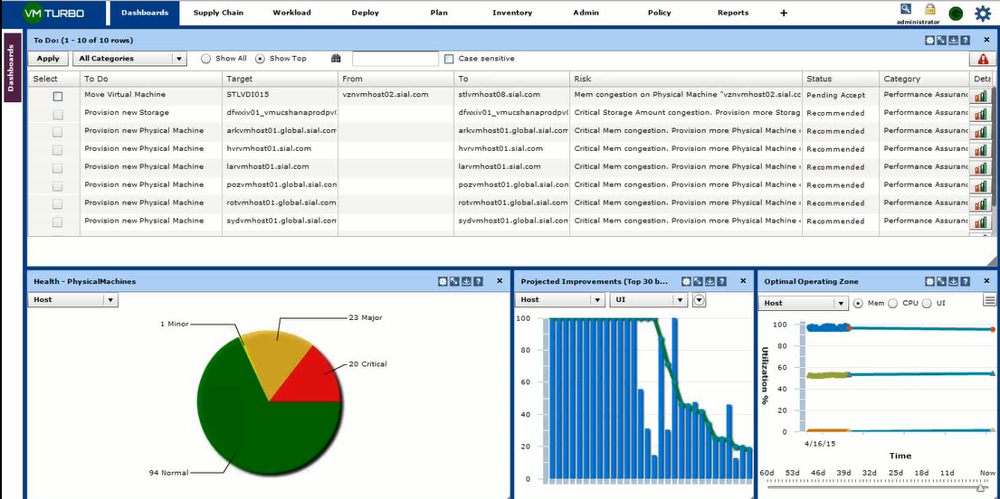 VM TURBO Dashboards Supply Chain Workload Deploy Plan Inventory Admin Policy Reports +
administrator
Dashboards
To Do: (1 - 10 of 10 rows)
Apply All Categories Show All Show Top Case sensitive
Select To Do Target From To Risk Status Category Deta
Move Virtual Machine STLVDI015 vznvmhost02.sial.com stlvmhost08.sial.com Mem congestion on Physical Machine "vznvmhost02.sial.cc Pending Accept Performance Assuranc
Provision new Storage dfwxiv01_vmucshanaprodpv( dfwxiv01_vmucshanaprodpv( Critical Storage Amount congestion. Provision more Storag Recommended Performance Assuranc
Provision new Physical Machine arkvmhost01.global.sial.com arkvmhost01.global.sial.com Critical Mem congestion. Provision more Physical Machine Recommended Performance Assuranc
Provision new Physical Machine hvrvmhost01.sial.com hvrvmhost01.sial.com Critical Mem congestion. Provision more Physical Machine Recommended Performance Assuranc
Provision new Physical Machine larvmhost01.sial.com larvmhost01.sial.com Critical Mem congestion. Provision more Physical Machine Recommended Performance Assuranc
Provision new Physical Machine pozvmhost01.global.sial.con pozvmhost01.global.sial.con Critical Mem congestion. Provision more Physical Machine Recommended Performance Assuranc
Provision new Physical Machine rotvmhost01.global.sial.com rotvmhost01.global.sial.com Critical Mem congestion. Provision more Physical Machine Recommended Performance Assuranc
Provision new Physical Machine sydvmhost01.global.sial.com sydvmhost01.global.sial.com Critical Mem congestion. Provision more Physical Machine Recommended Performance Assuranc
Health - PhysicalMachines
Host
1 Minor
23 Major
20 Critical
94 Normal
Projected Improvements (Top 30 b...
Host UI
100
80
60
40
20
0
Optimal Operating Zone
Host Mem CPU UI
Utilization %
100
80
60
40
20
0
4/16/15
Time
60d 53d 46d 39d 32d 25d 18d 11d Now